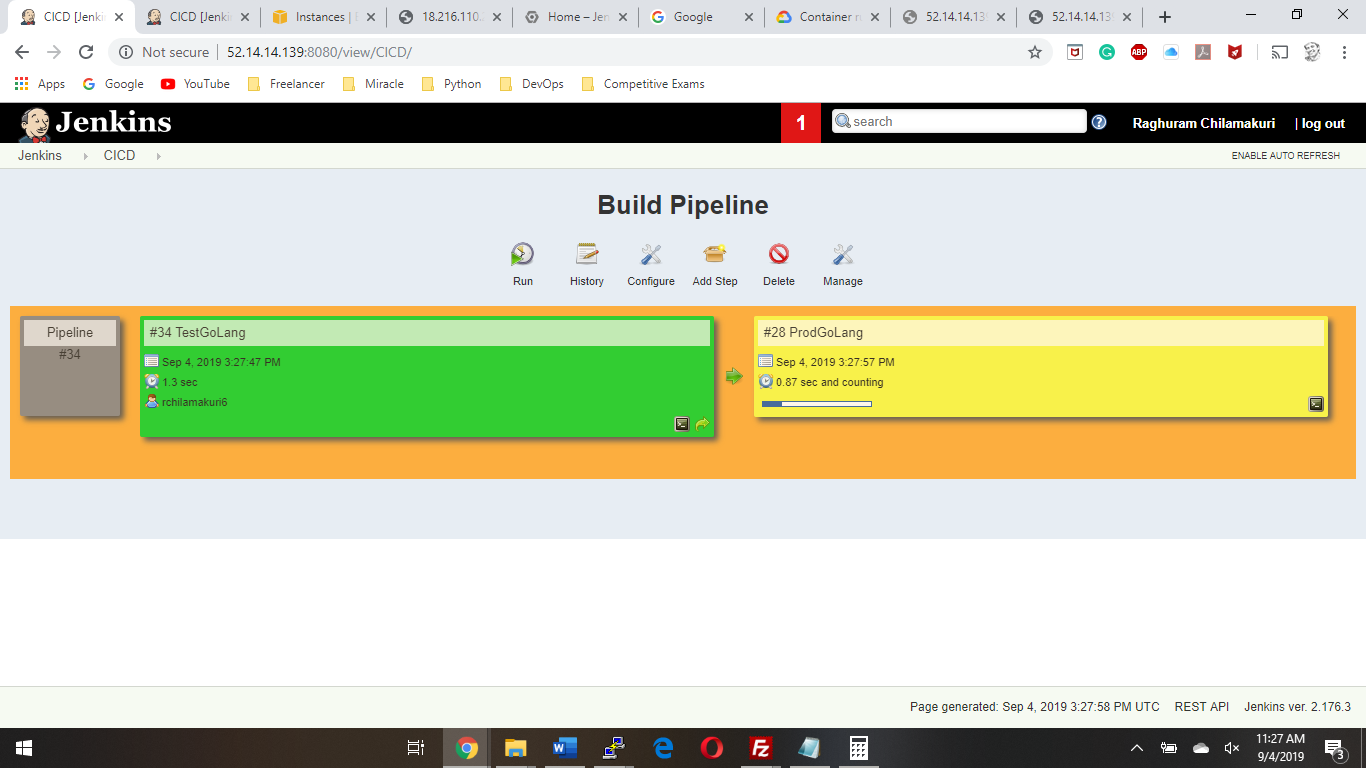 CICD [Jenki
CICD [Jenki
Instances |
18.216.110.
Home – Jen
Google
Container r
52.14.14.139
52.14.14.139
Not secure | 52.14.14.139:8080/view/CICD/
ABP
Apps Google YouTube Freelancer Miracle Python DevOps Competitive Exams
Jenkins 1 search ? Raghuram Chilamakuri | log out
Jenkins CICD ENABLE AUTO REFRESH
Build Pipeline
Run History Configure Add Step Delete Manage
Pipeline
#34
#34 TestGoLang
Sep 4, 2019 3:27:47 PM
1.3 sec
rchilamakuri6
#28 ProdGoLang
Sep 4, 2019 3:27:57 PM
0.87 sec and counting
Page generated: Sep 4, 2019 3:27:58 PM UTC REST API Jenkins ver. 2.176.3
11:27 AM
9/4/2019
3